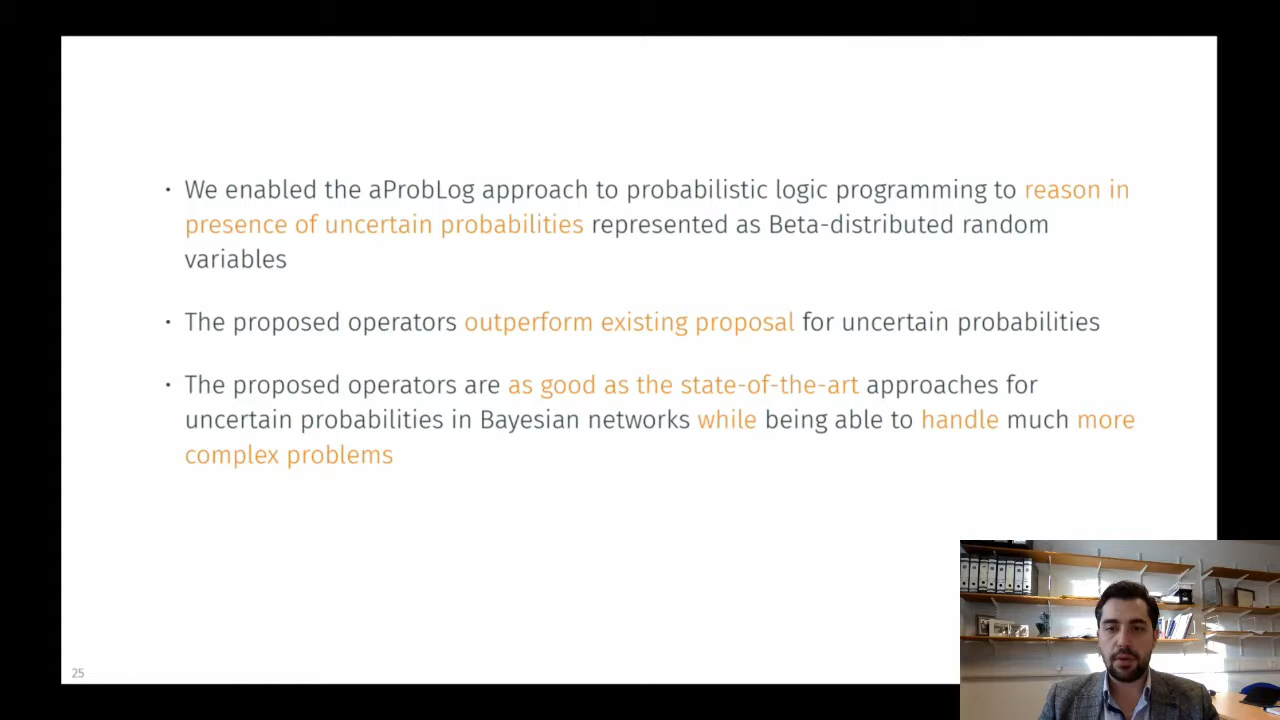 • We enabled the aProbLog approach to probabilistic logic programming to reason in
presence of uncertain probabilities represented as Beta-distributed random
variables
• The proposed operators outperform existing proposal for uncertain probabilities
• The proposed operators are as good as the state-of-the-art approaches for
uncertain probabilities in Bayesian networks while being able to handle much more
complex problems
25